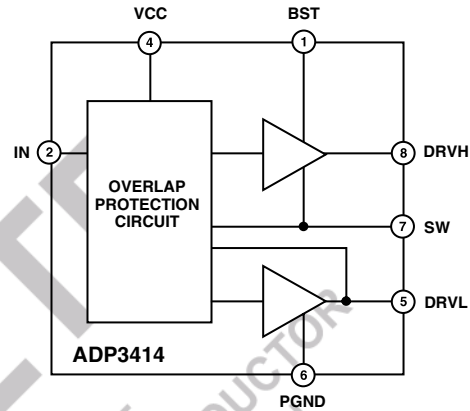 VCC
BST
4
1
IN
2
8
DRVH
OVERLAP
PROTECTION
CIRCUIT
7
SW
5
DRVL
ADP3414
6
PGND